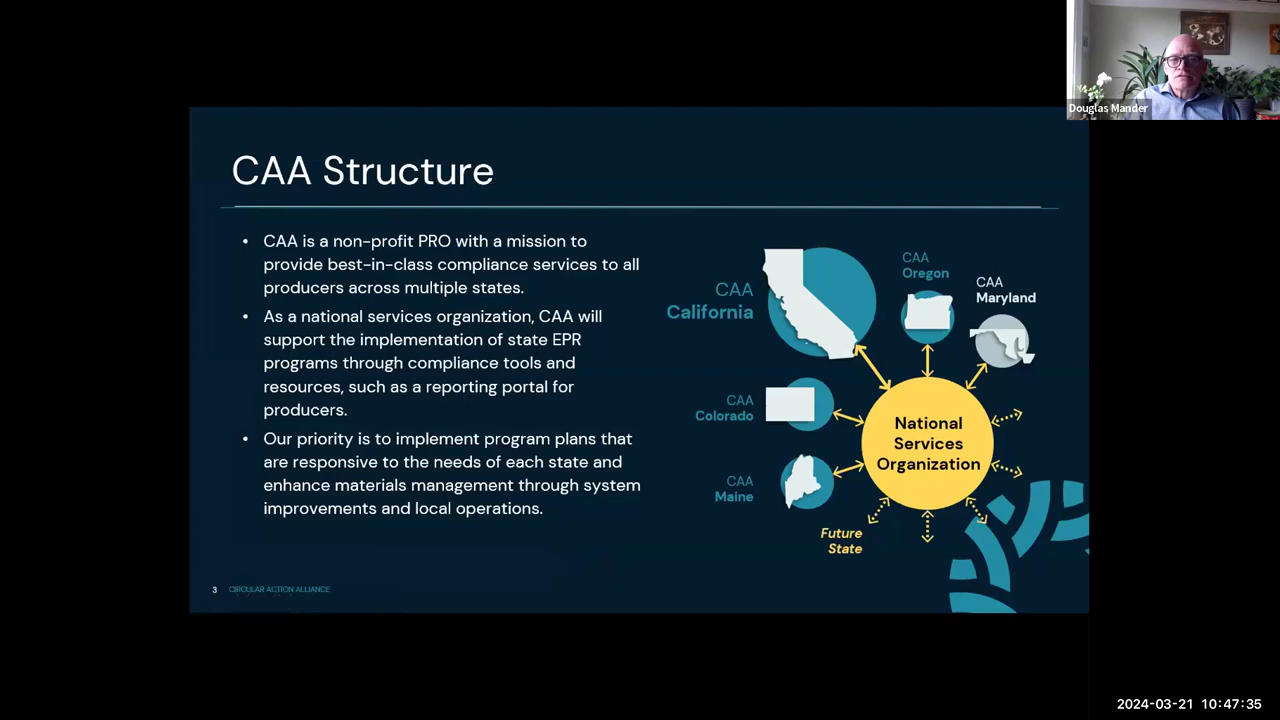 Douglas Mander
CAA Structure
• CAA is a non-profit PRO with a mission to
provide best-in-class compliance services to all
producers across multiple states.
• As a national services organization, CAA will
support the implementation of state EPR
programs through compliance tools and
resources, such as a reporting portal for
producers.
• Our priority is to implement program plans that
are responsive to the needs of each state and
enhance materials management through system
improvements and local operations.
CAA
California
CAA
Oregon
CAA
Maryland
CAA
Colorado
CAA
Maine
National
Services
Organization
Future
State
3 CIRCULAR ACTION ALLIANCE
2024-03-21 10:47:35